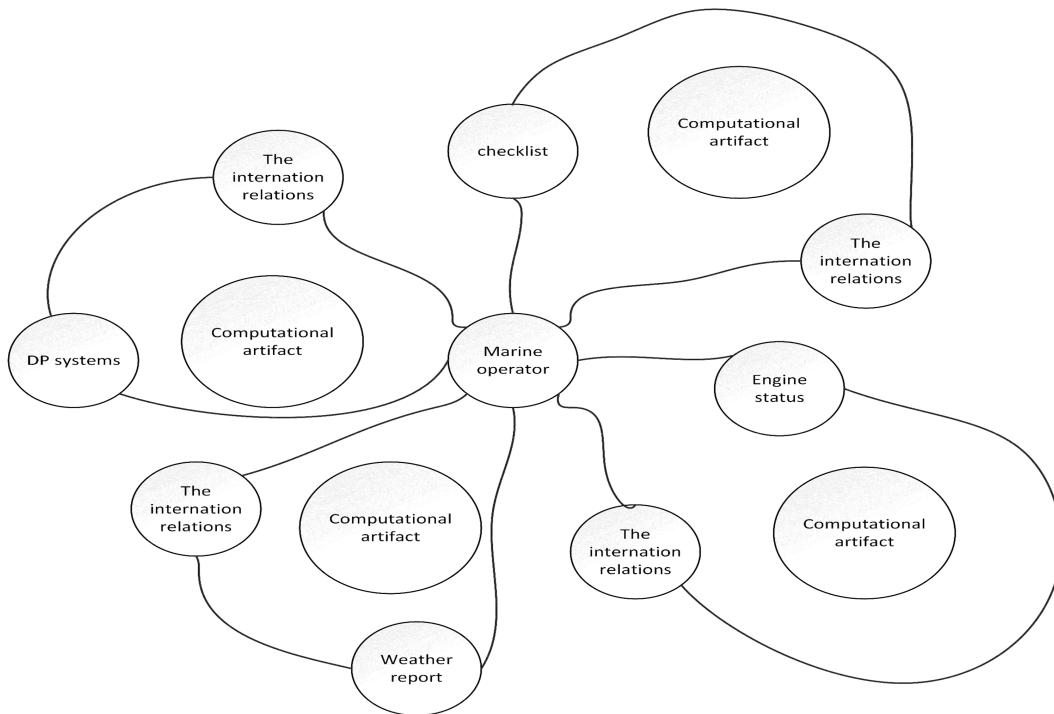 checklist
Computational
artifact
The
internation
relations
The
internation
relations
DP systems
Computational
artifact
Marine
operator
Engine
status
The
internation
relations
Computational
artifact
The
internation
relations
Computational
artifact
Weather
report